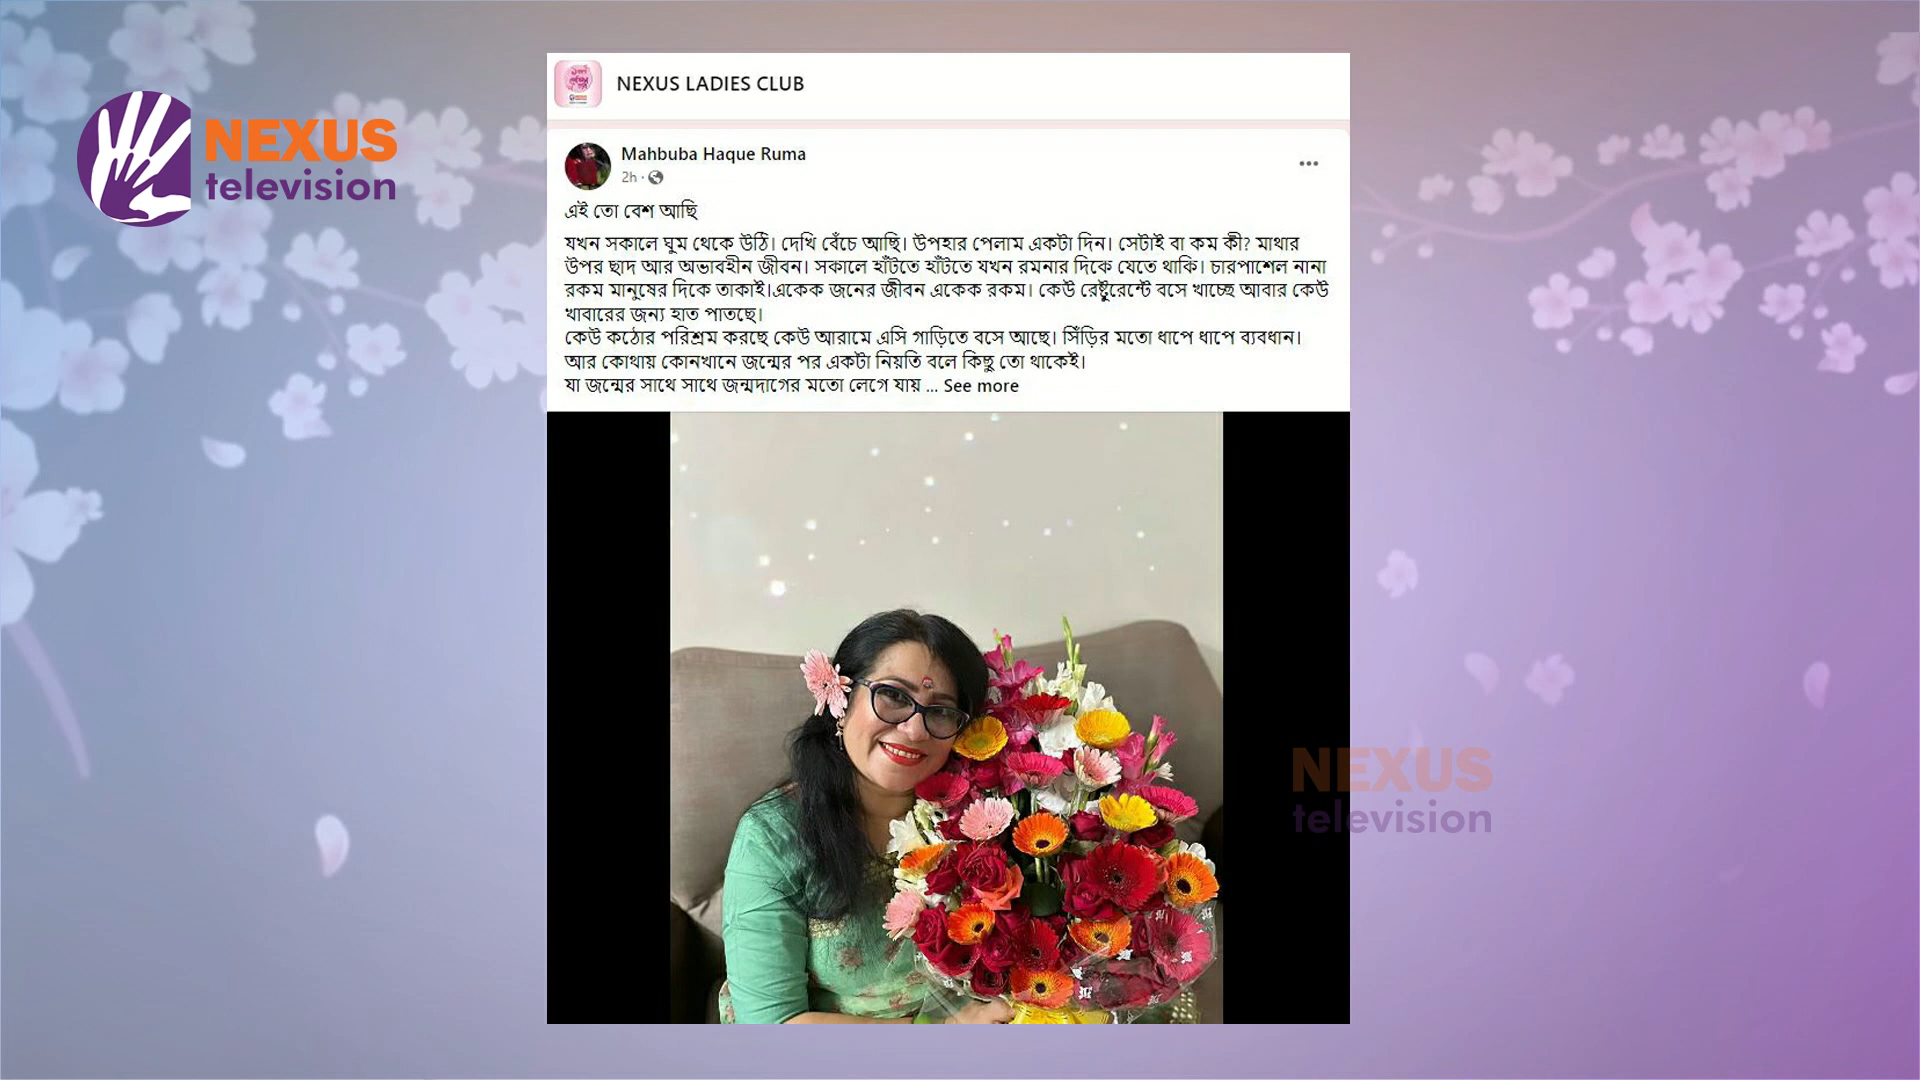 NEXUS
television
NEXUS LADIES CLUB
Mahbuba Haque Ruma
2h ·
এই তো বেশ আছি
যখন সকালে ঘুম থেকে উঠি। দেখি বেঁচে আছি। উপহার পেলাম একটা দিন। সেটাই বা কম কী? মাথার
উপর ছাদ আর অভাবহীন জীবন। সকালে হাঁটতে হাঁটতে যখন রমনার দিকে যেতে থাকি। চারপাশেল নানা
রকম মানুষের দিকে তাকাই।একেক জনের জীবন একেক রকম। কেউ রেষ্টুরেন্টে বসে খাচ্ছে আবার কেউ
খাবারের জন্য হাত পাতছে।
কেউ কঠোর পরিশ্রম করছে কেউ আরামে এসি গাড়িতে বসে আছে। সিঁড়ির মতো ধাপে ধাপে ব্যবধান।
আর কোথায় কোনখানে জন্মের পর একটা নিয়তি বলে কিছু তো থাকেই।
যা জন্মের সাথে সাথে জন্মদাগের মতো লেগে যায় ... See more
NEXUS
television